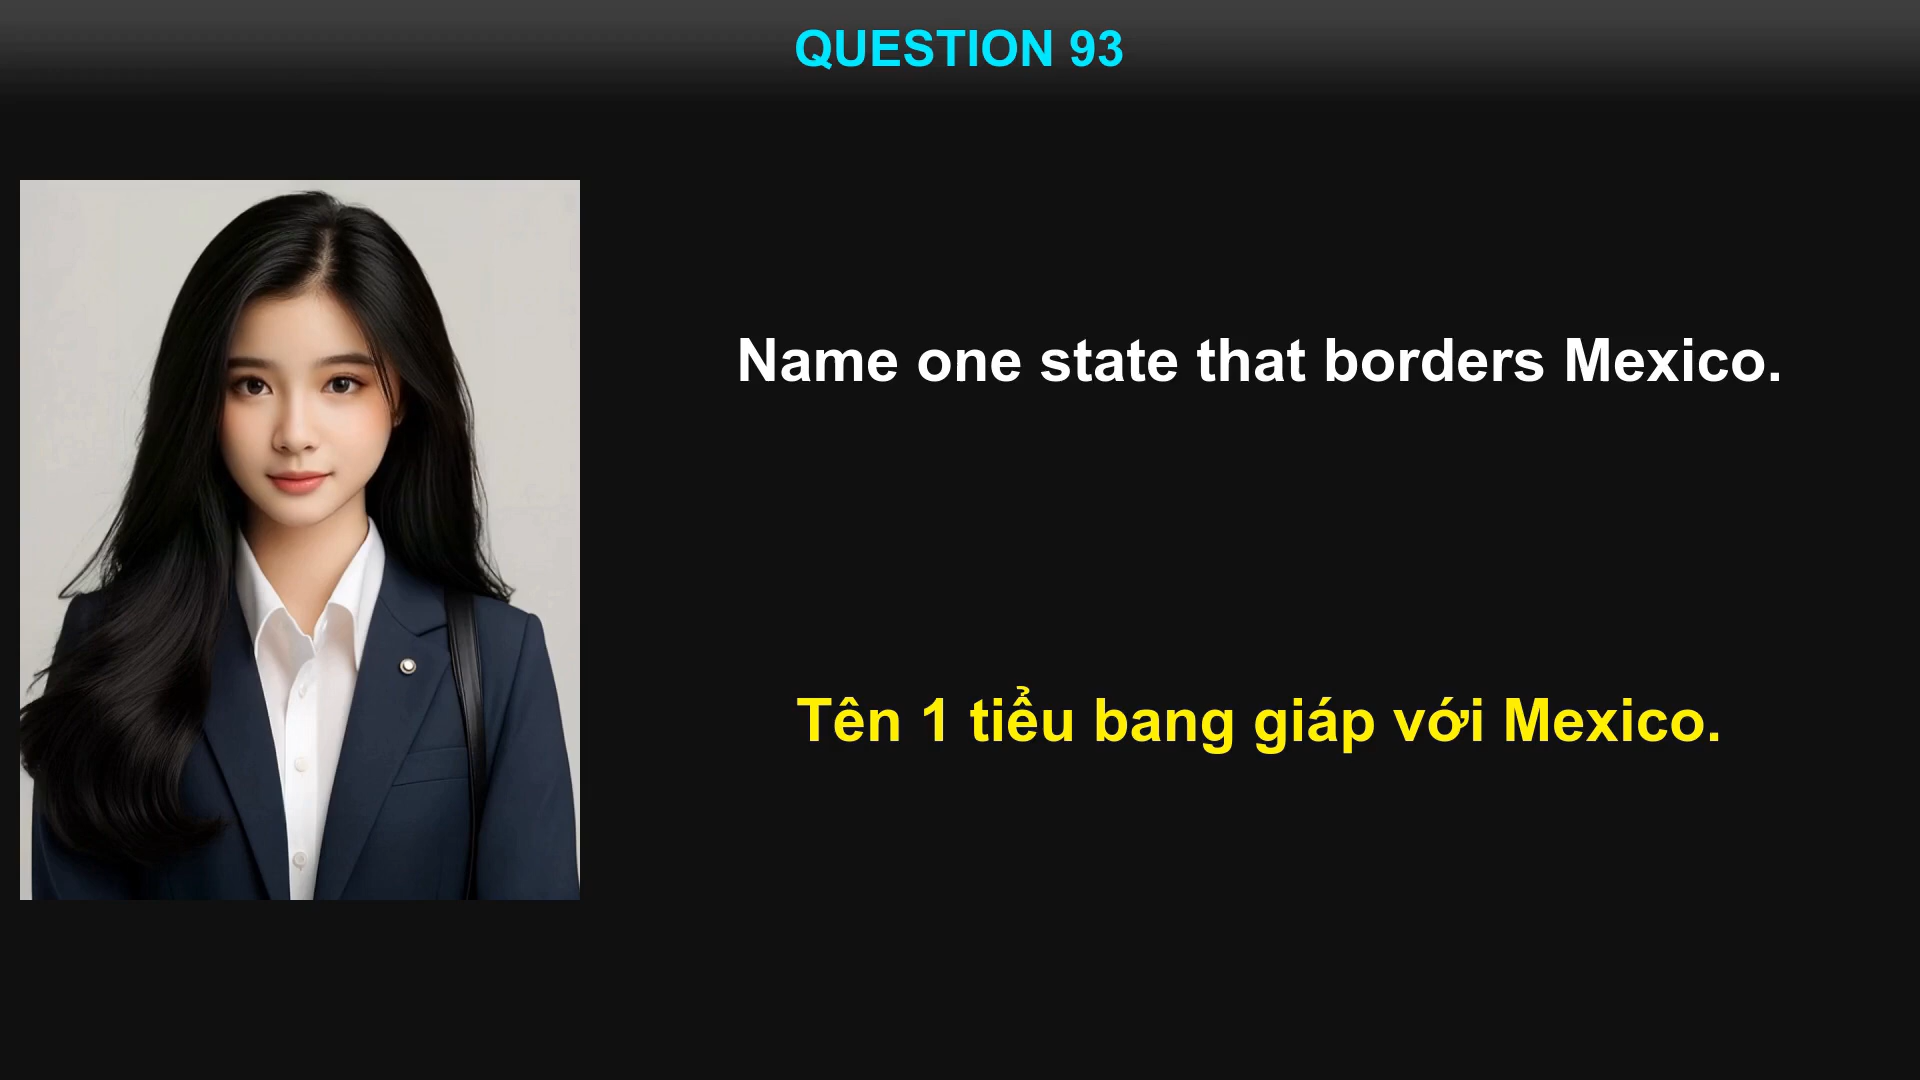 QUESTION 93
Name one state that borders Mexico.
Tên 1 tiểu bang giáp với Mexico.